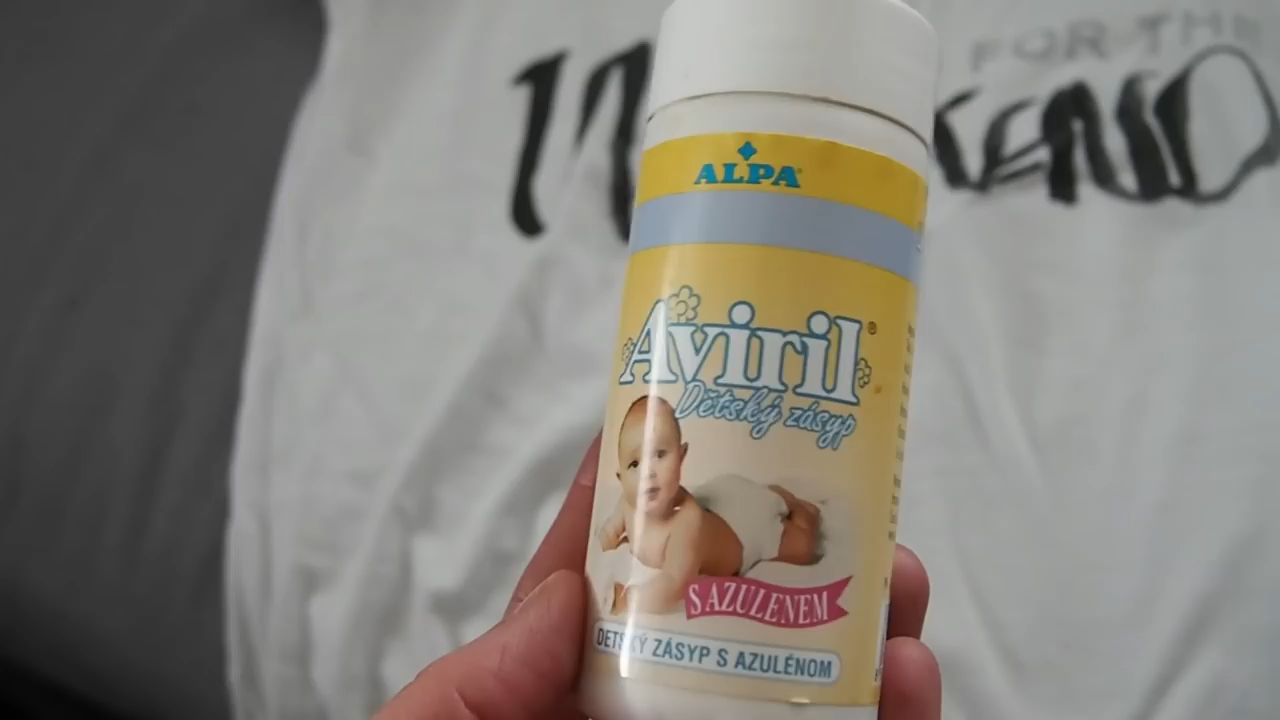 FOR THE
ALPA
Aviril®
Dětský zásyp
S AZULENEM
DETSKÝ ZÁSYP S AZULÉNOM